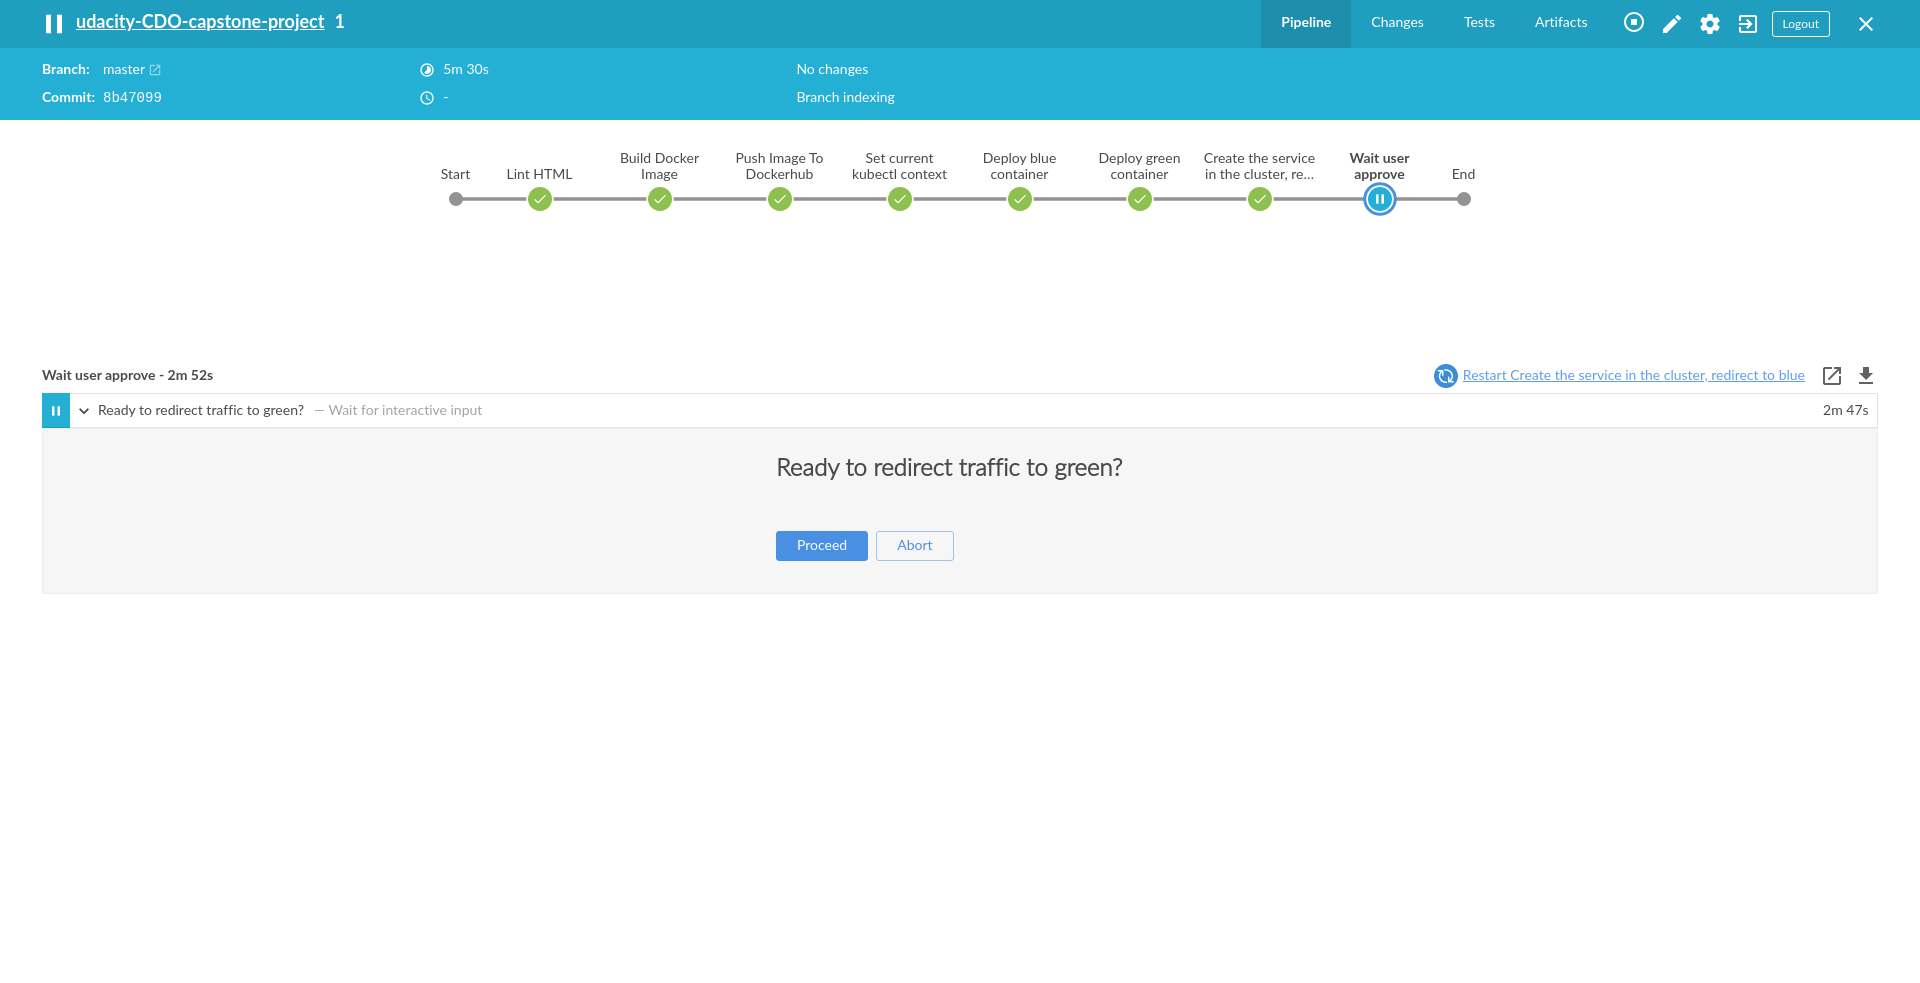 udacity-CDO-capstone-project 1
Pipeline
Changes
Tests
Artifacts
Logout
Branch: master
5m 30s
No changes
Commit: 8b47099
-
Branch indexing
Start
Lint HTML
Build Docker
Image
Push Image To
Dockerhub
Set current
kubectl context
Deploy blue
container
Deploy green
container
Create the service
in the cluster, re...
Wait user
approve
End
Wait user approve - 2m 52s
Restart Create the service in the cluster, redirect to blue
Ready to redirect traffic to green? — Wait for interactive input
2m 47s
Ready to redirect traffic to green?
Proceed
Abort